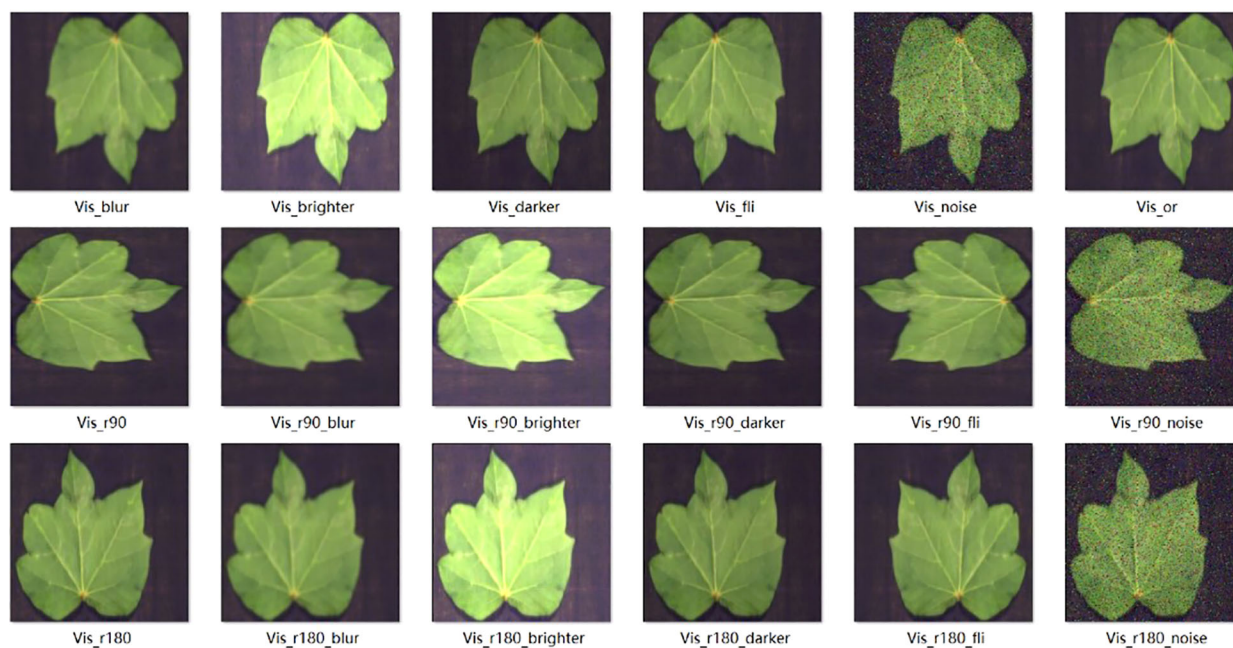 Vis_blur
Vis_brighter
Vis_darker
Vis_fli
Vis_noise
Vis_or
Vis_r90
Vis_r90_blur
Vis_r90_brighter
Vis_r90_darker
Vis_r90_fli
Vis_r90_noise
Vis_r180
Vis_r180_blur
Vis_r180_brighter
Vis_r180_darker
Vis_r180_fli
Vis_r180_noise